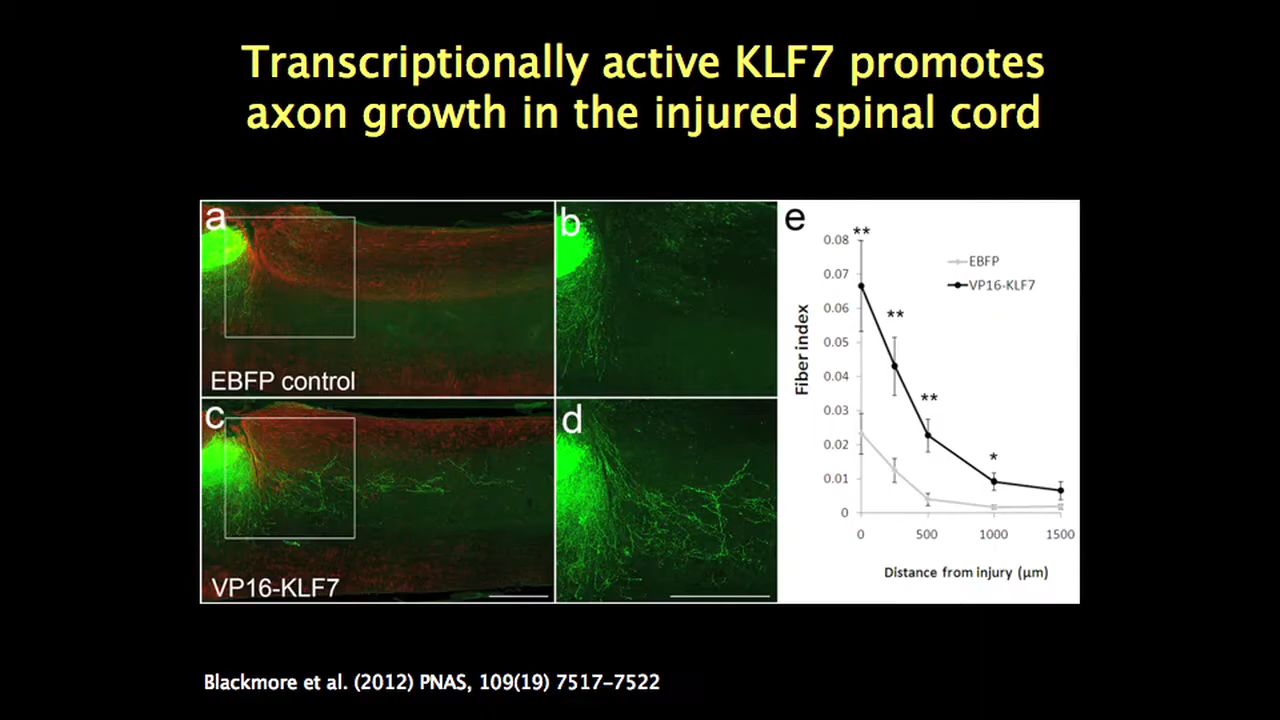 Transcriptionally active KLF7 promotes
axon growth in the injured spinal cord
a
EBFP control
b
c
VP16-KLF7
d
e
**
**
**
*
EBFP
VP16-KLF7
Fiber index
0.08
0.07
0.06
0.05
0.04
0.03
0.02
0.01
0
0 500 1000 1500
Distance from injury (µm)
Blackmore et al. (2012) PNAS, 109(19) 7517-7522